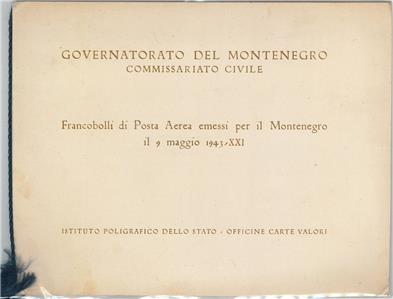 GOVERNATORATO DEL MONTENEGRO
COMMISSARIATO CIVILE
Francobolli di Posta Aerea emessi per il Montenegro
il 9 maggio 1943-XXI
ISTITUTO POLIGRAFICO DELLO STATO - OFFICINE CARTE VALORI